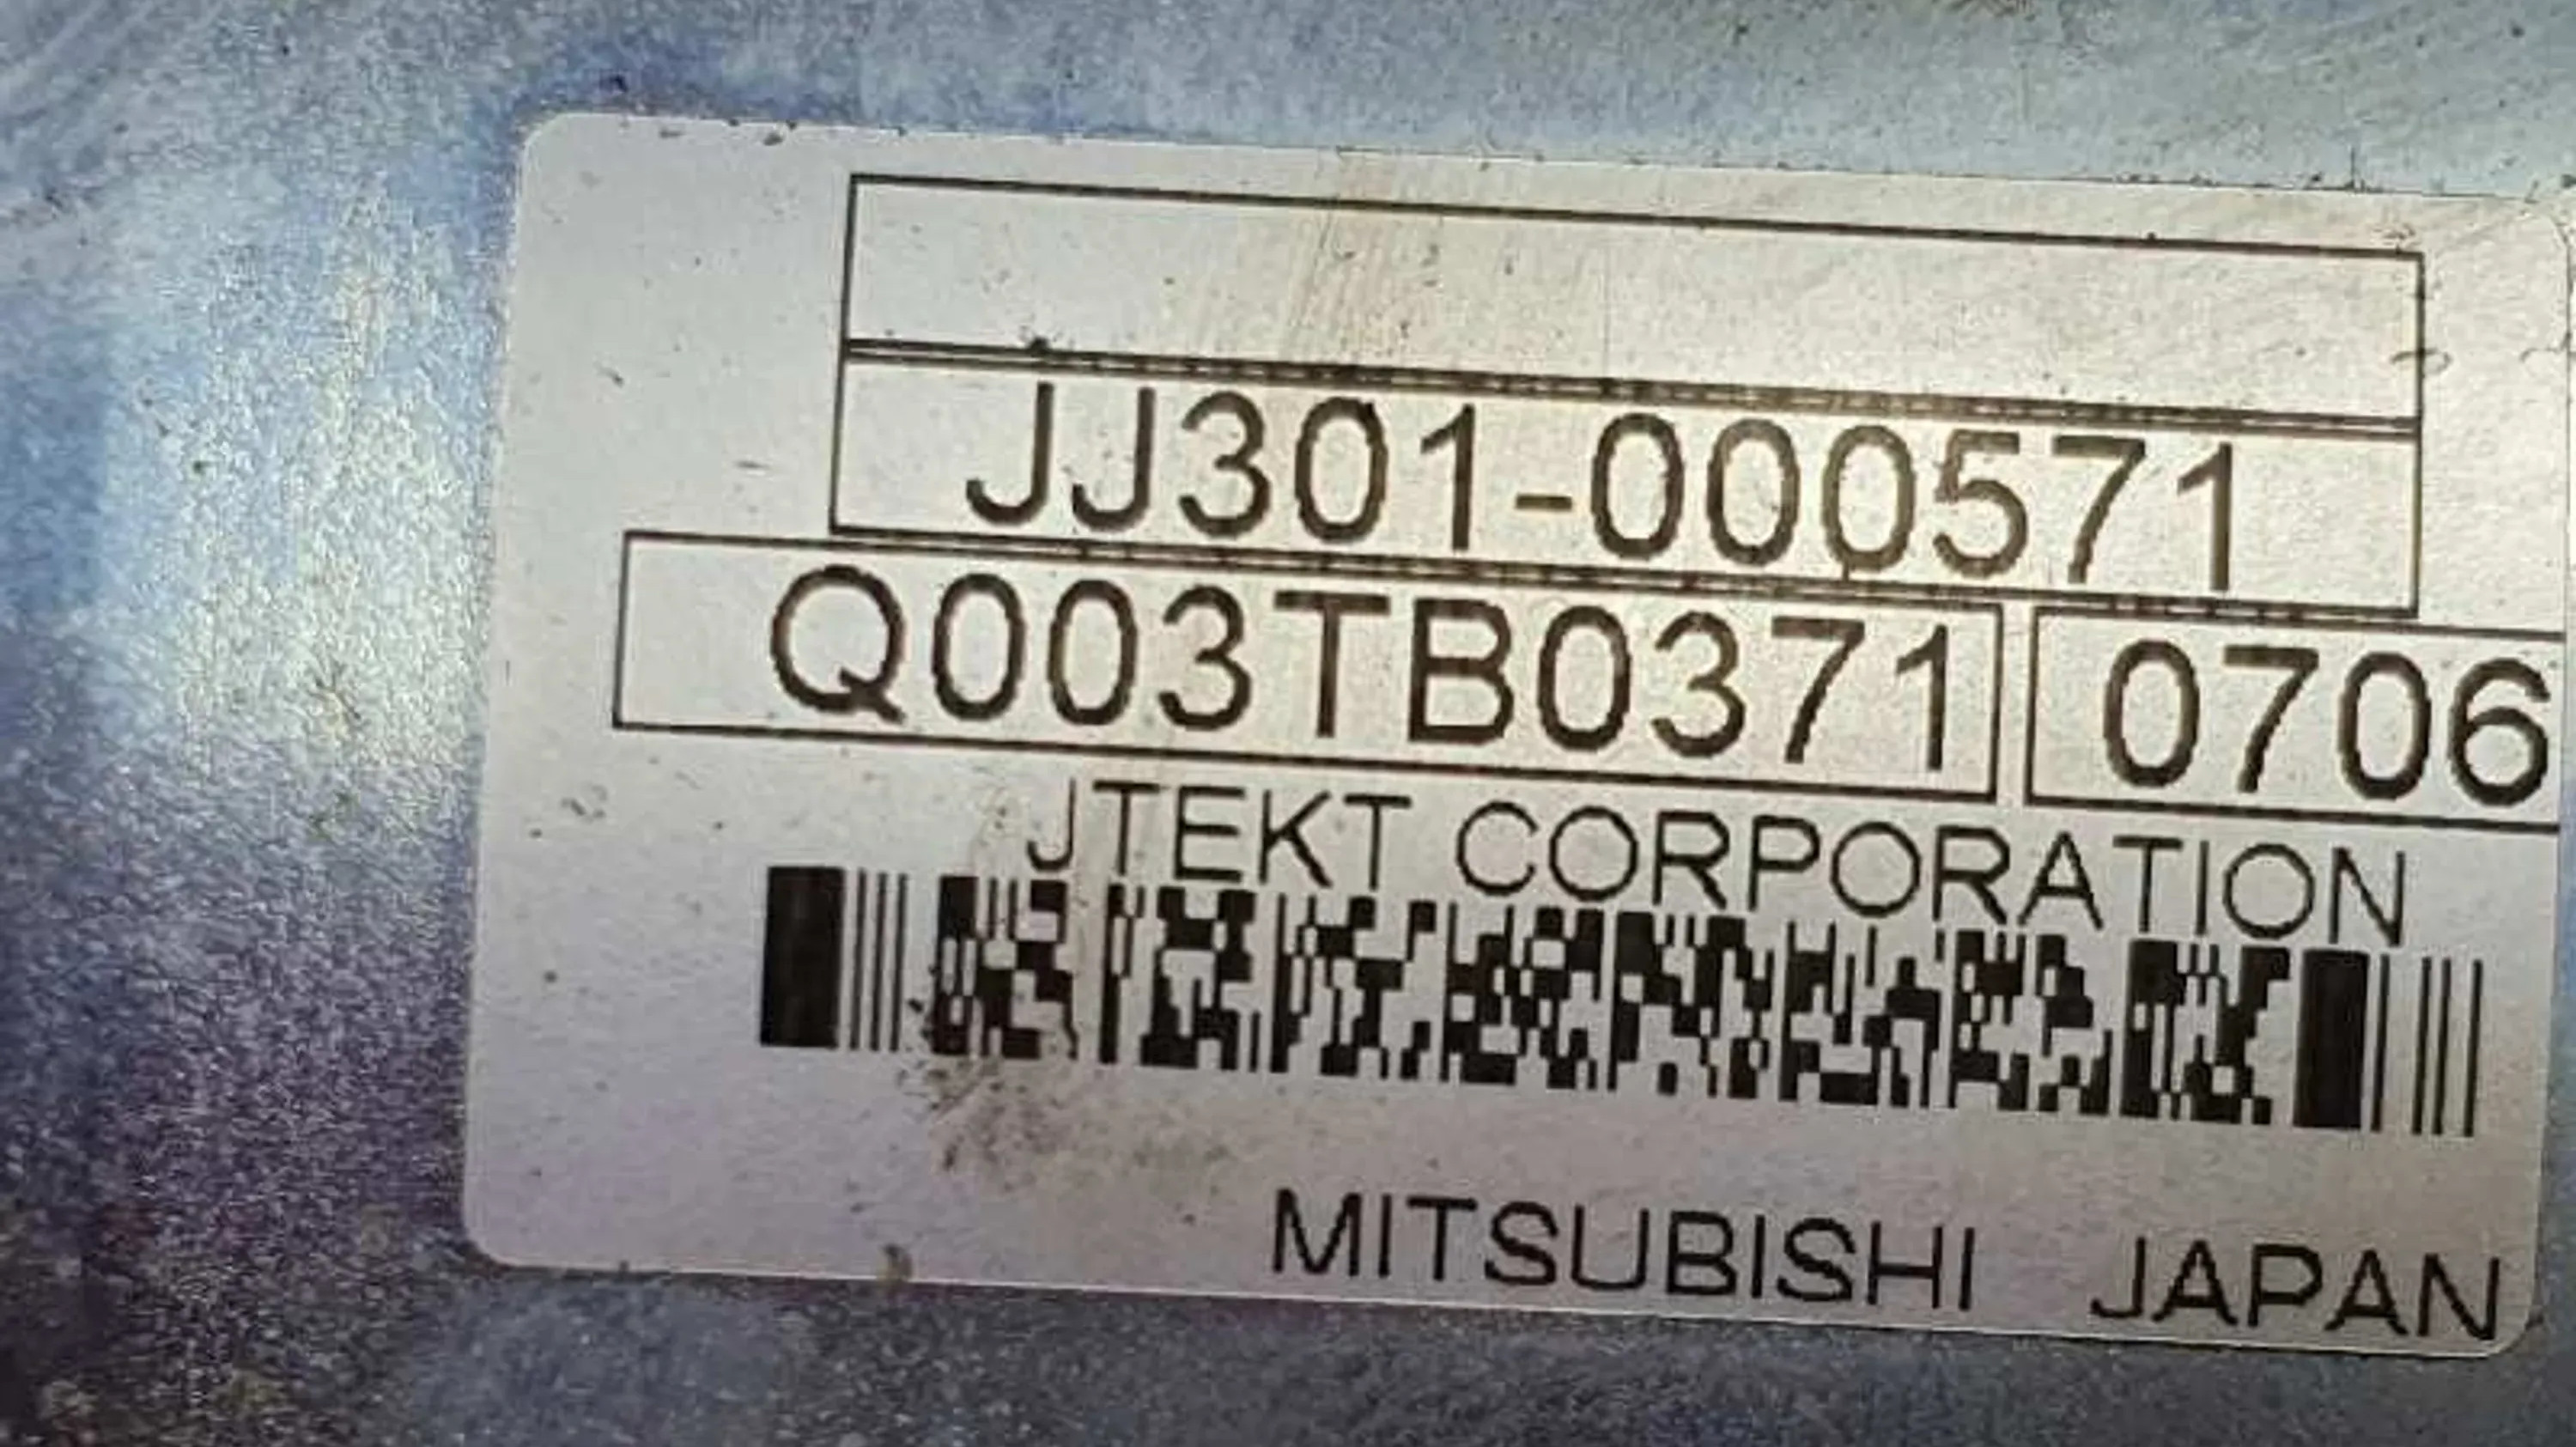 JJ301-000571
Q003TB0371 0706
JTEKT CORPORATION
MITSUBISHI JAPAN